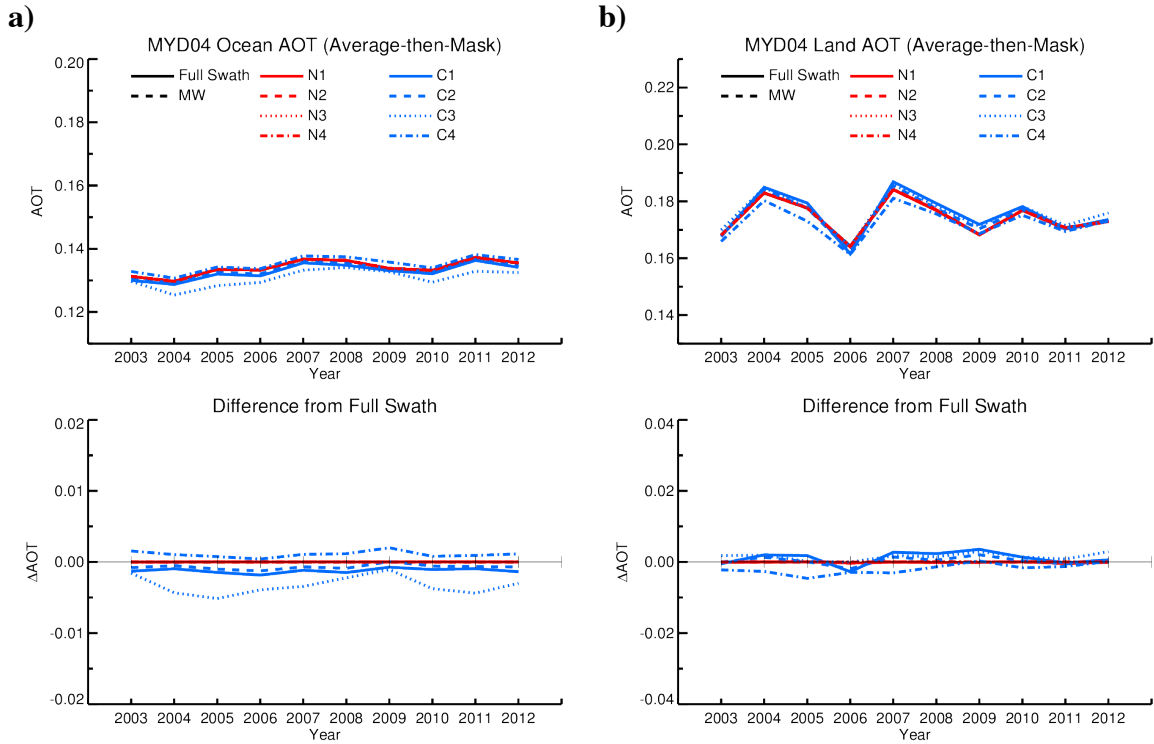 a)
MYD04 Ocean AOT (Average-then-Mask)
0.20
0.18
0.16
0.14
0.12
AOT
Full Swath
MW
N1
N2
N3
N4
C1
C2
C3
C4
2003 2004 2005 2006 2007 2008 2009 2010 2011 2012
Year
Difference from Full Swath
0.02
0.01
0.00
-0.01
-0.02
ΔAOT
2003 2004 2005 2006 2007 2008 2009 2010 2011 2012
Year
b)
MYD04 Land AOT (Average-then-Mask)
0.22
0.20
0.18
0.16
0.14
AOT
Full Swath
MW
N1
N2
N3
N4
C1
C2
C3
C4
2003 2004 2005 2006 2007 2008 2009 2010 2011 2012
Year
Difference from Full Swath
0.04
0.02
0.00
-0.02
-0.04
ΔAOT
2003 2004 2005 2006 2007 2008 2009 2010 2011 2012
Year